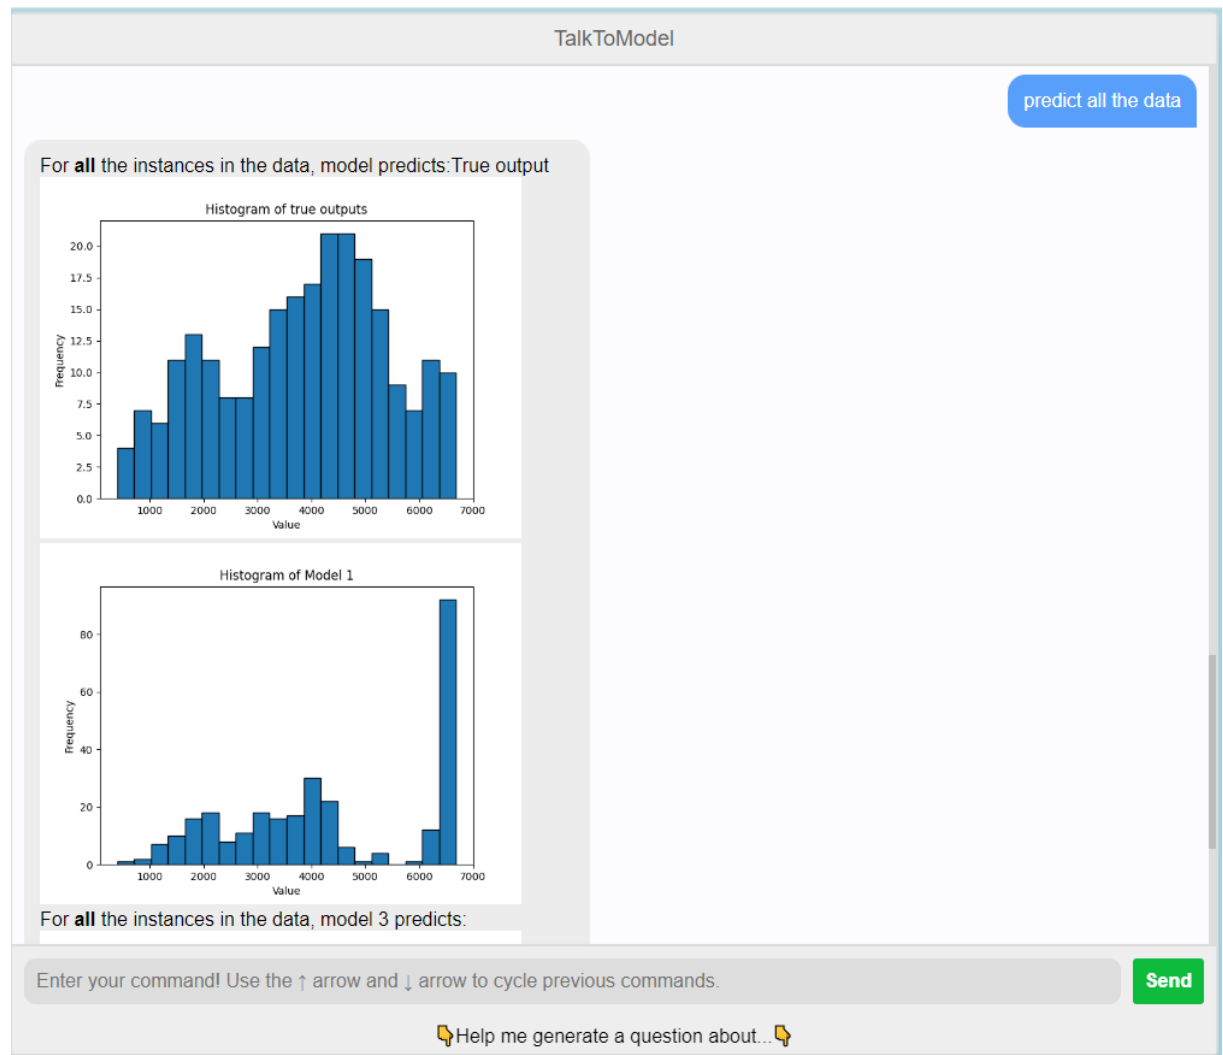 TalkToModel
predict all the data
For all the instances in the data, model predicts:True output
Histogram of true outputs
20.0
17.5
15.0
12.5
10.0
7.5
5.0
2.5
0.0
Frequency
1000 2000 3000 4000 5000 6000 7000
Value
Histogram of Model 1
80
60
40
20
0
Frequency
1000 2000 3000 4000 5000 6000 7000
Value
For all the instances in the data, model 3 predicts:
Enter your command! Use the ↑ arrow and ↓ arrow to cycle previous commands.
Send
👇Help me generate a question about...👇